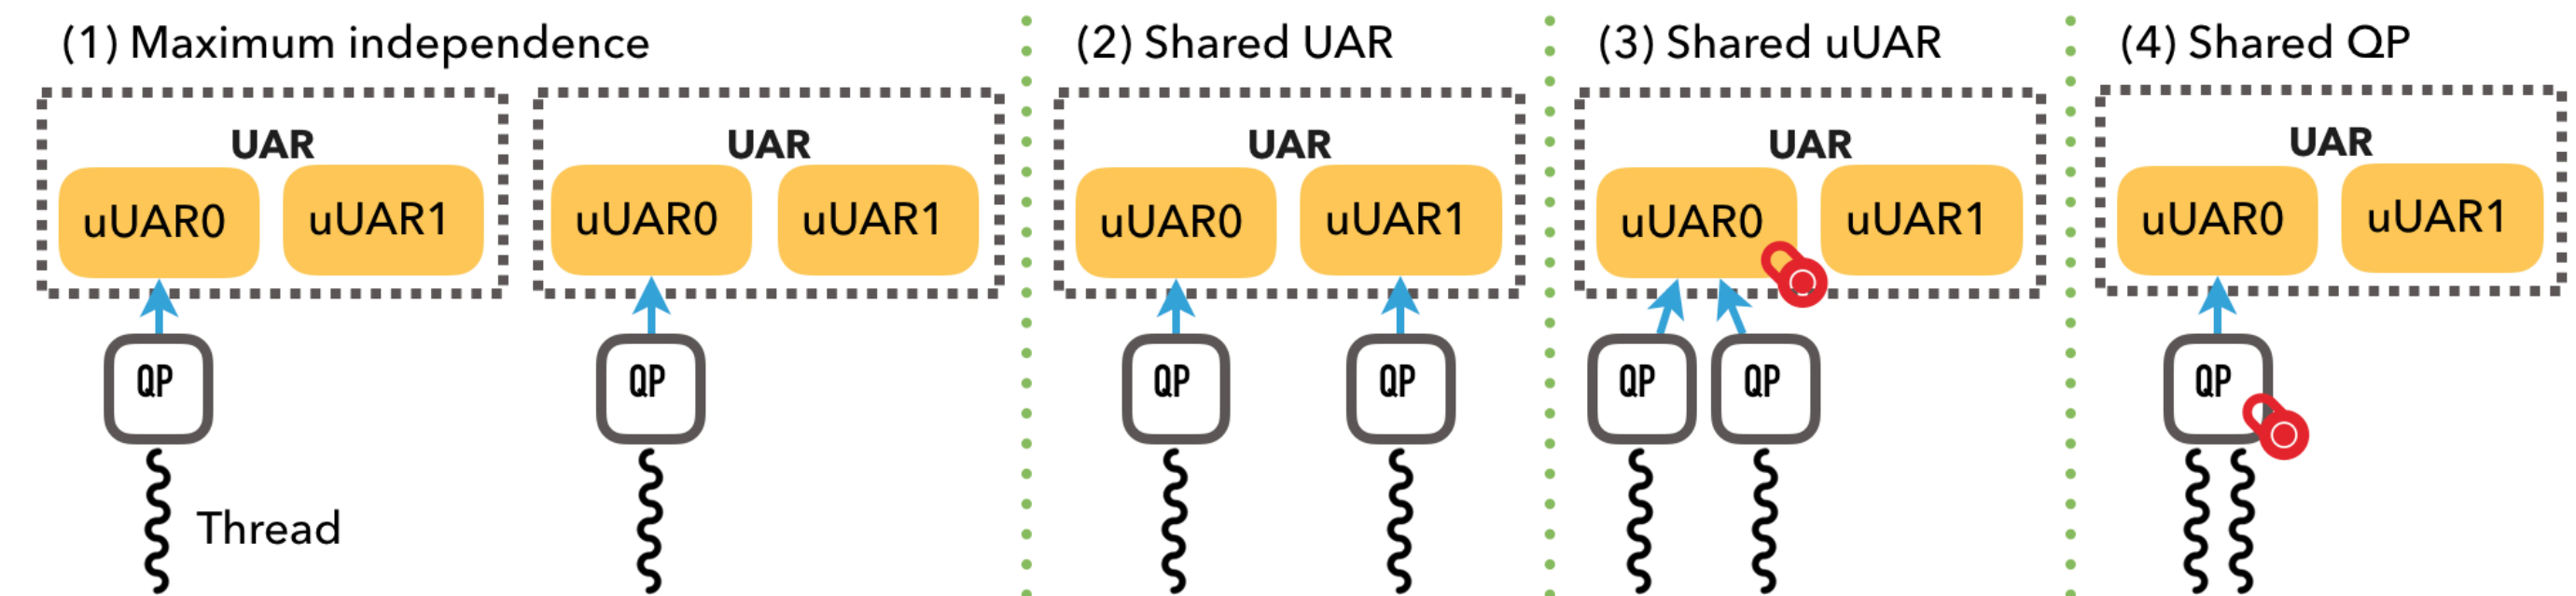 (1) Maximum independence
UAR
uUAR0 uUAR1
QP
Thread
UAR
uUAR0 uUAR1
QP
(2) Shared UAR
UAR
uUAR0 uUAR1
QP QP
(3) Shared uUAR
UAR
uUAR0 uUAR1
QP QP
(4) Shared QP
UAR
uUAR0 uUAR1
QP